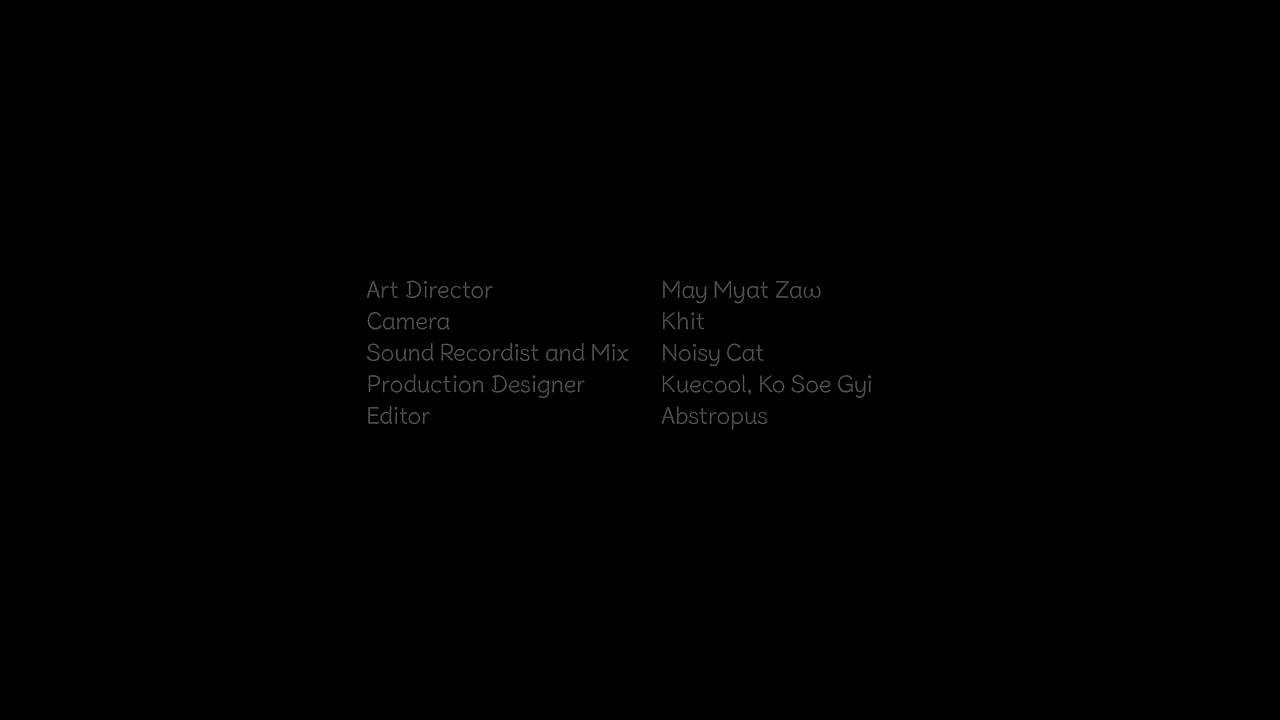 Art Director May Myat Zaw
Camera Khit
Sound Recordist and Mix Noisy Cat
Production Designer Kuecool, Ko Soe Gyi
Editor Abstropus